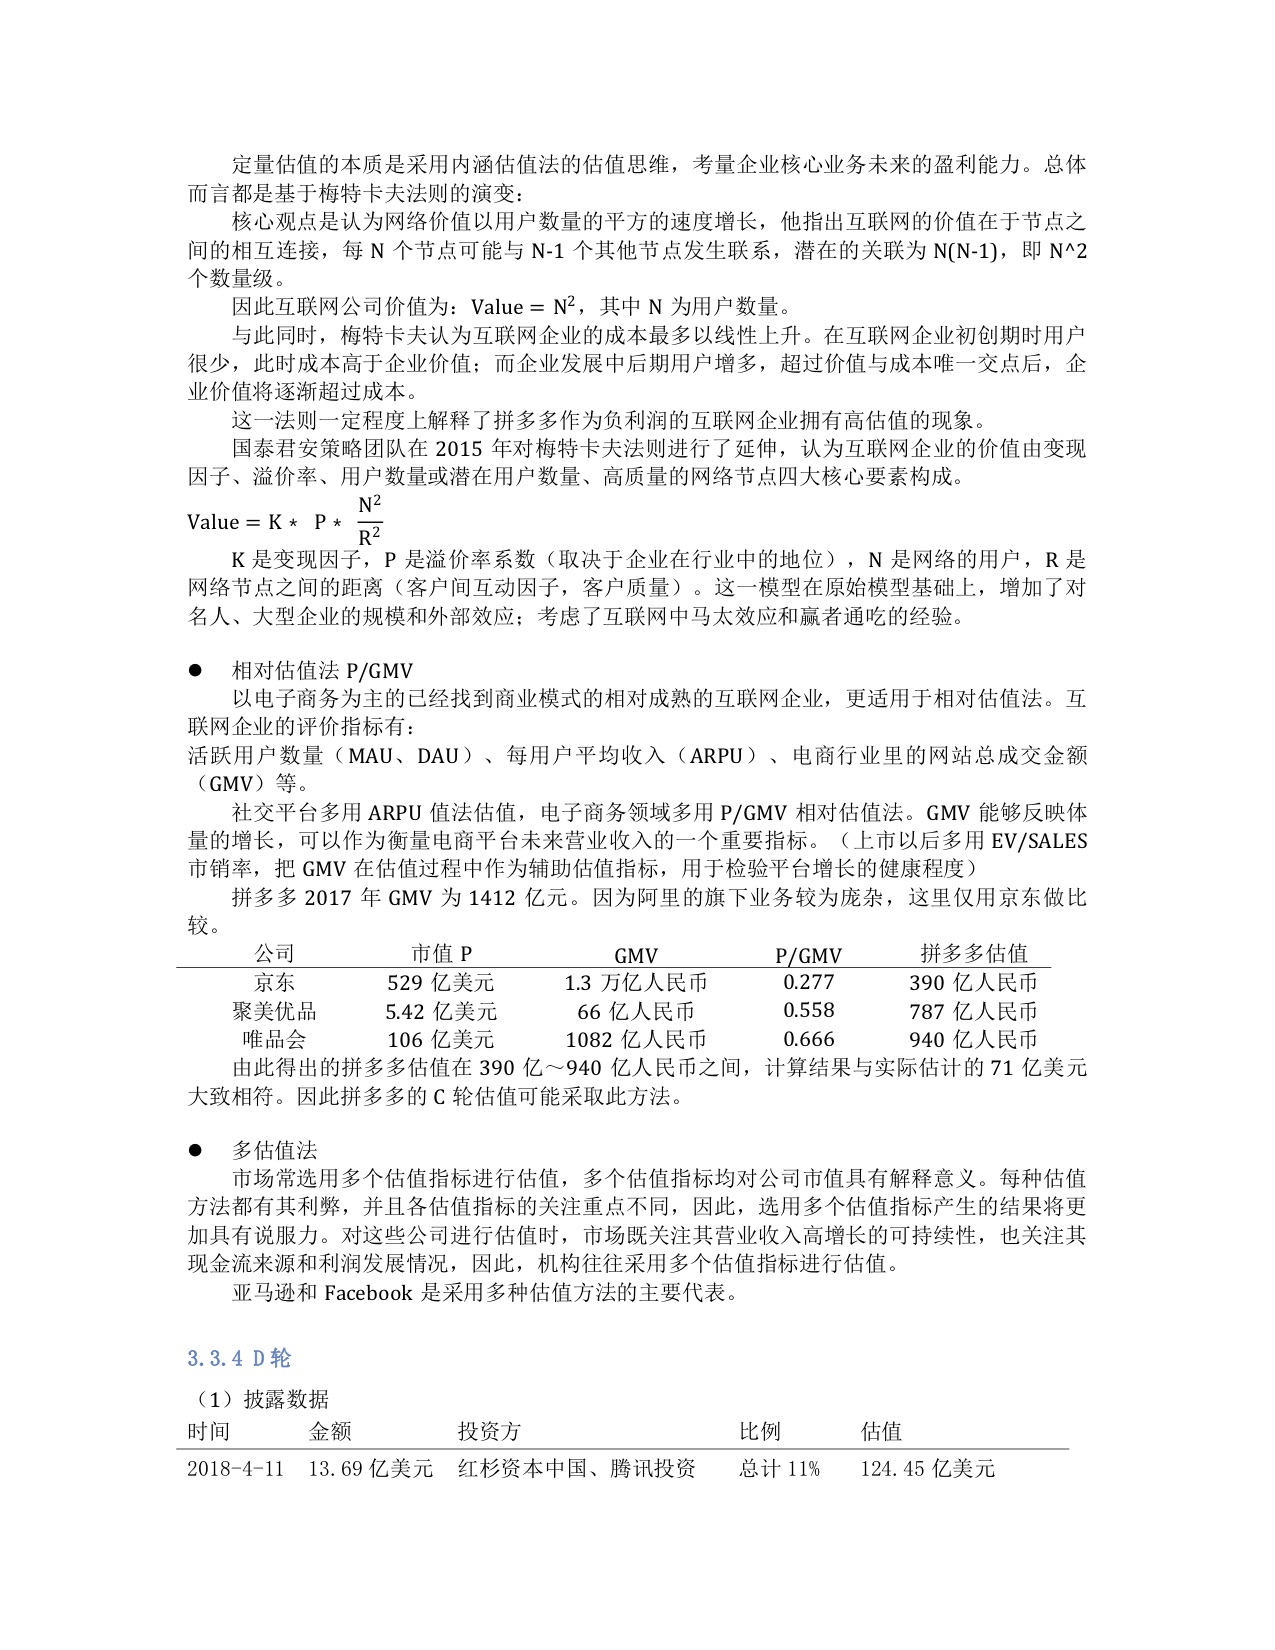 定量估值的本质是采用内涵估值法的估值思维，考量企业核心业务未来的盈利能力。总体
而言都是基于梅特卡夫法则的演变：
核心观点是认为网络价值以用户数量的平方的速度增长，他指出互联网的价值在于节点之
间的相互连接，每 N 个节点可能与 N-1 个其他节点发生联系，潜在的关联为 N(N-1)，即 N^2
个数量级。
因此互联网公司价值为：Value = N²，其中 N 为用户数量。
与此同时，梅特卡夫认为互联网企业的成本最多以线性上升。在互联网企业初创期时用户
很少，此时成本高于企业价值；而企业发展中后期用户增多，超过价值与成本唯一交点后，企
业价值将逐渐超过成本。
这一法则一定程度上解释了拼多多作为负利润的互联网企业拥有高估值的现象。
国泰君安策略团队在 2015 年对梅特卡夫法则进行了延伸，认为互联网企业的价值由变现
因子、溢价率、用户数量或潜在用户数量、高质量的网络节点四大核心要素构成。
Value = K * P * N²/R²
K 是变现因子，P 是溢价率系数（取决于企业在行业中的地位），N 是网络的用户，R 是
网络节点之间的距离（客户间互动因子，客户质量）。这一模型在原始模型基础上，增加了对
名人、大型企业的规模和外部效应；考虑了互联网中马太效应和赢者通吃的经验。
● 相对估值法 P/GMV
以电子商务为主的已经找到商业模式的相对成熟的互联网企业，更适用于相对估值法。互
联网企业的评价指标有：
活跃用户数量（MAU、DAU）、每用户平均收入（ARPU）、电商行业里的网站总成交金额
（GMV）等。
社交平台多用 ARPU 值法估值，电子商务领域多用 P/GMV 相对估值法。GMV 能够反映体
量的增长，可以作为衡量电商平台未来营业收入的一个重要指标。（上市以后多用 EV/SALES
市销率，把 GMV 在估值过程中作为辅助估值指标，用于检验平台增长的健康程度）
拼多多 2017 年 GMV 为 1412 亿元。因为阿里的旗下业务较为庞杂，这里仅用京东做比
较。
公司 市值 P GMV P/GMV 拼多多估值
京东 529 亿美元 1.3 万亿人民币 0.277 390 亿人民币
聚美优品 5.42 亿美元 66 亿人民币 0.558 787 亿人民币
唯品会 106 亿美元 1082 亿人民币 0.666 940 亿人民币
由此得出的拼多多估值在 390 亿～940 亿人民币之间，计算结果与实际估计的 71 亿美元
大致相符。因此拼多多的 C 轮估值可能采取此方法。
● 多估值法
市场常选用多个估值指标进行估值，多个估值指标均对公司市值具有解释意义。每种估值
方法都有其利弊，并且各估值指标的关注重点不同，因此，选用多个估值指标产生的结果将更
加具有说服力。对这些公司进行估值时，市场既关注其营业收入高增长的可持续性，也关注其
现金流来源和利润发展情况，因此，机构往往采用多个估值指标进行估值。
亚马逊和 Facebook 是采用多种估值方法的主要代表。
3.3.4 D 轮
（1）披露数据
时间 金额 投资方 比例 估值
2018-4-11 13.69 亿美元 红杉资本中国、腾讯投资 总计 11% 124.45 亿美元